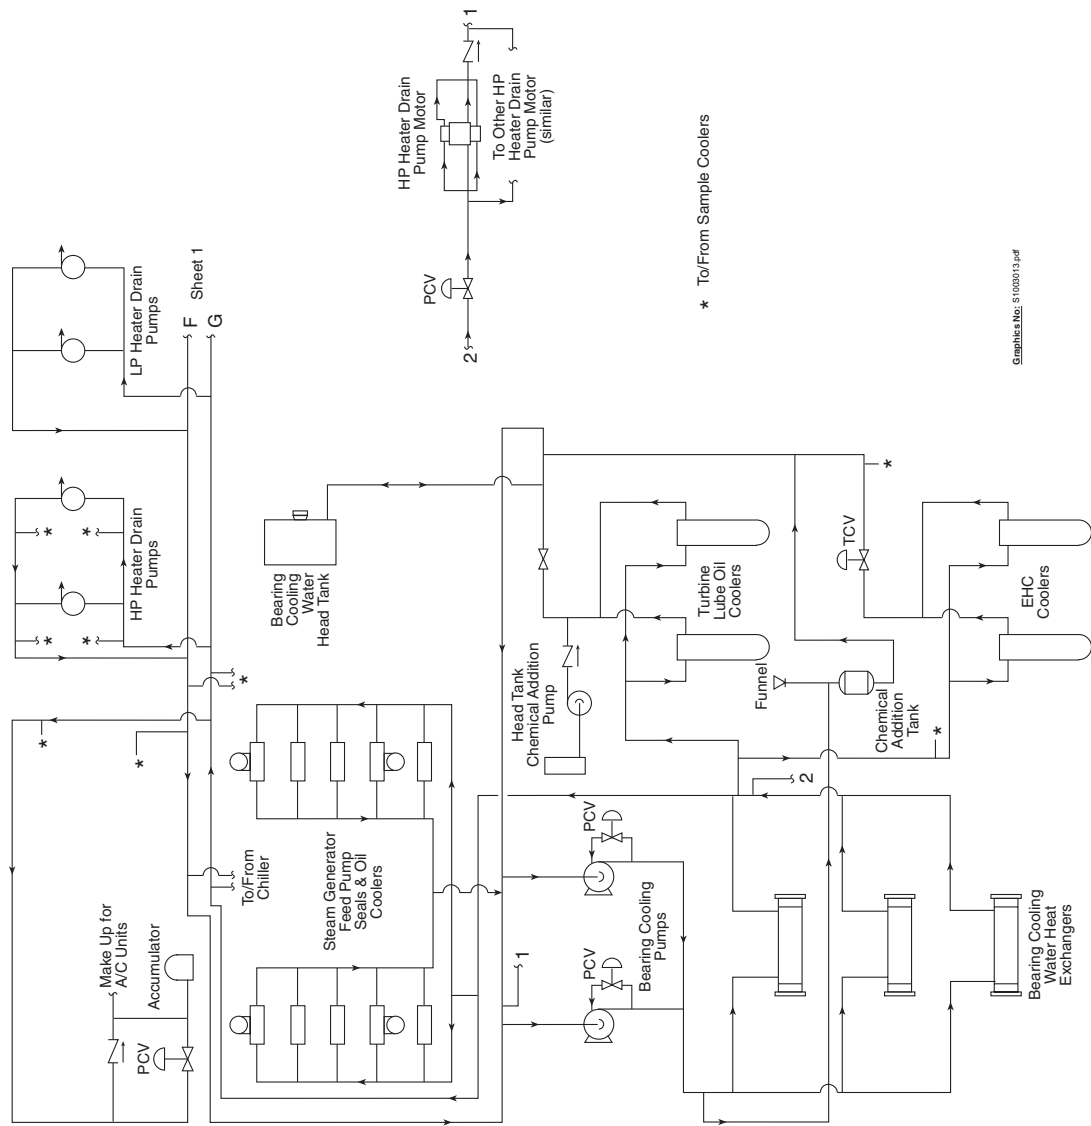 1
HP Heater Drain
Pump Motor
To Other HP
Heater Drain
Pump Motor
(similar)
PCV
2
* To/From Sample Coolers
Graphics No: S1003013.pdf
LP Heater Drain
Pumps
F
Sheet 1
G
HP Heater Drain
Pumps
*
*
*
*
*
*
*
Bearing
Cooling
Water
Head Tank
To/From
Chiller
Make Up for
A/C Units
Accumulator
PCV
Steam Generator
Feed Pump
Seals & Oil
Coolers
Head Tank
Chemical Addition
Pump
Turbine
Lube Oil
Coolers
TCV
*
EHC
Coolers
Funnel
Chemical
Addition
Tank
*
2
1
PCV
PCV
Bearing Cooling
Pumps
Bearing Cooling
Water Heat
Exchangers